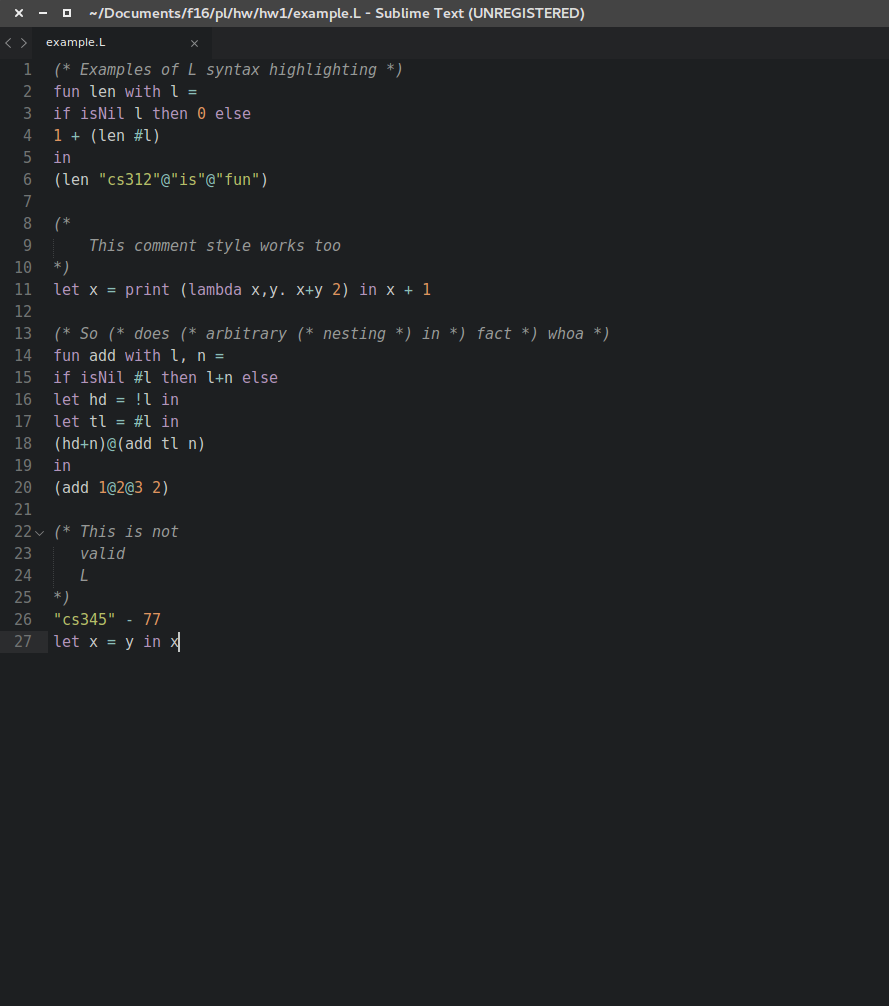 ~/Documents/f16/pl/hw/hw1/example.L - Sublime Text (UNREGISTERED)
example.L
1 (* Examples of L syntax highlighting *)
2 fun len with l =
3 if isNil l then 0 else
4 1 + (len #l)
5 in
6 (len "cs312"@"is"@"fun")
7
8 (*
9     This comment style works too
10 *)
11 let x = print (lambda x,y. x+y 2) in x + 1
12
13 (* So (* does (* arbitrary (* nesting *) in *) fact *) whoa *)
14 fun add with l, n =
15 if isNil #l then l+n else
16 let hd = !l in
17 let tl = #l in
18 (hd+n)@(add tl n)
19 in
20 (add 1@2@3 2)
21
22 (* This is not
23    valid
24    L
25 *)
26 "cs345" - 77
27 let x = y in x